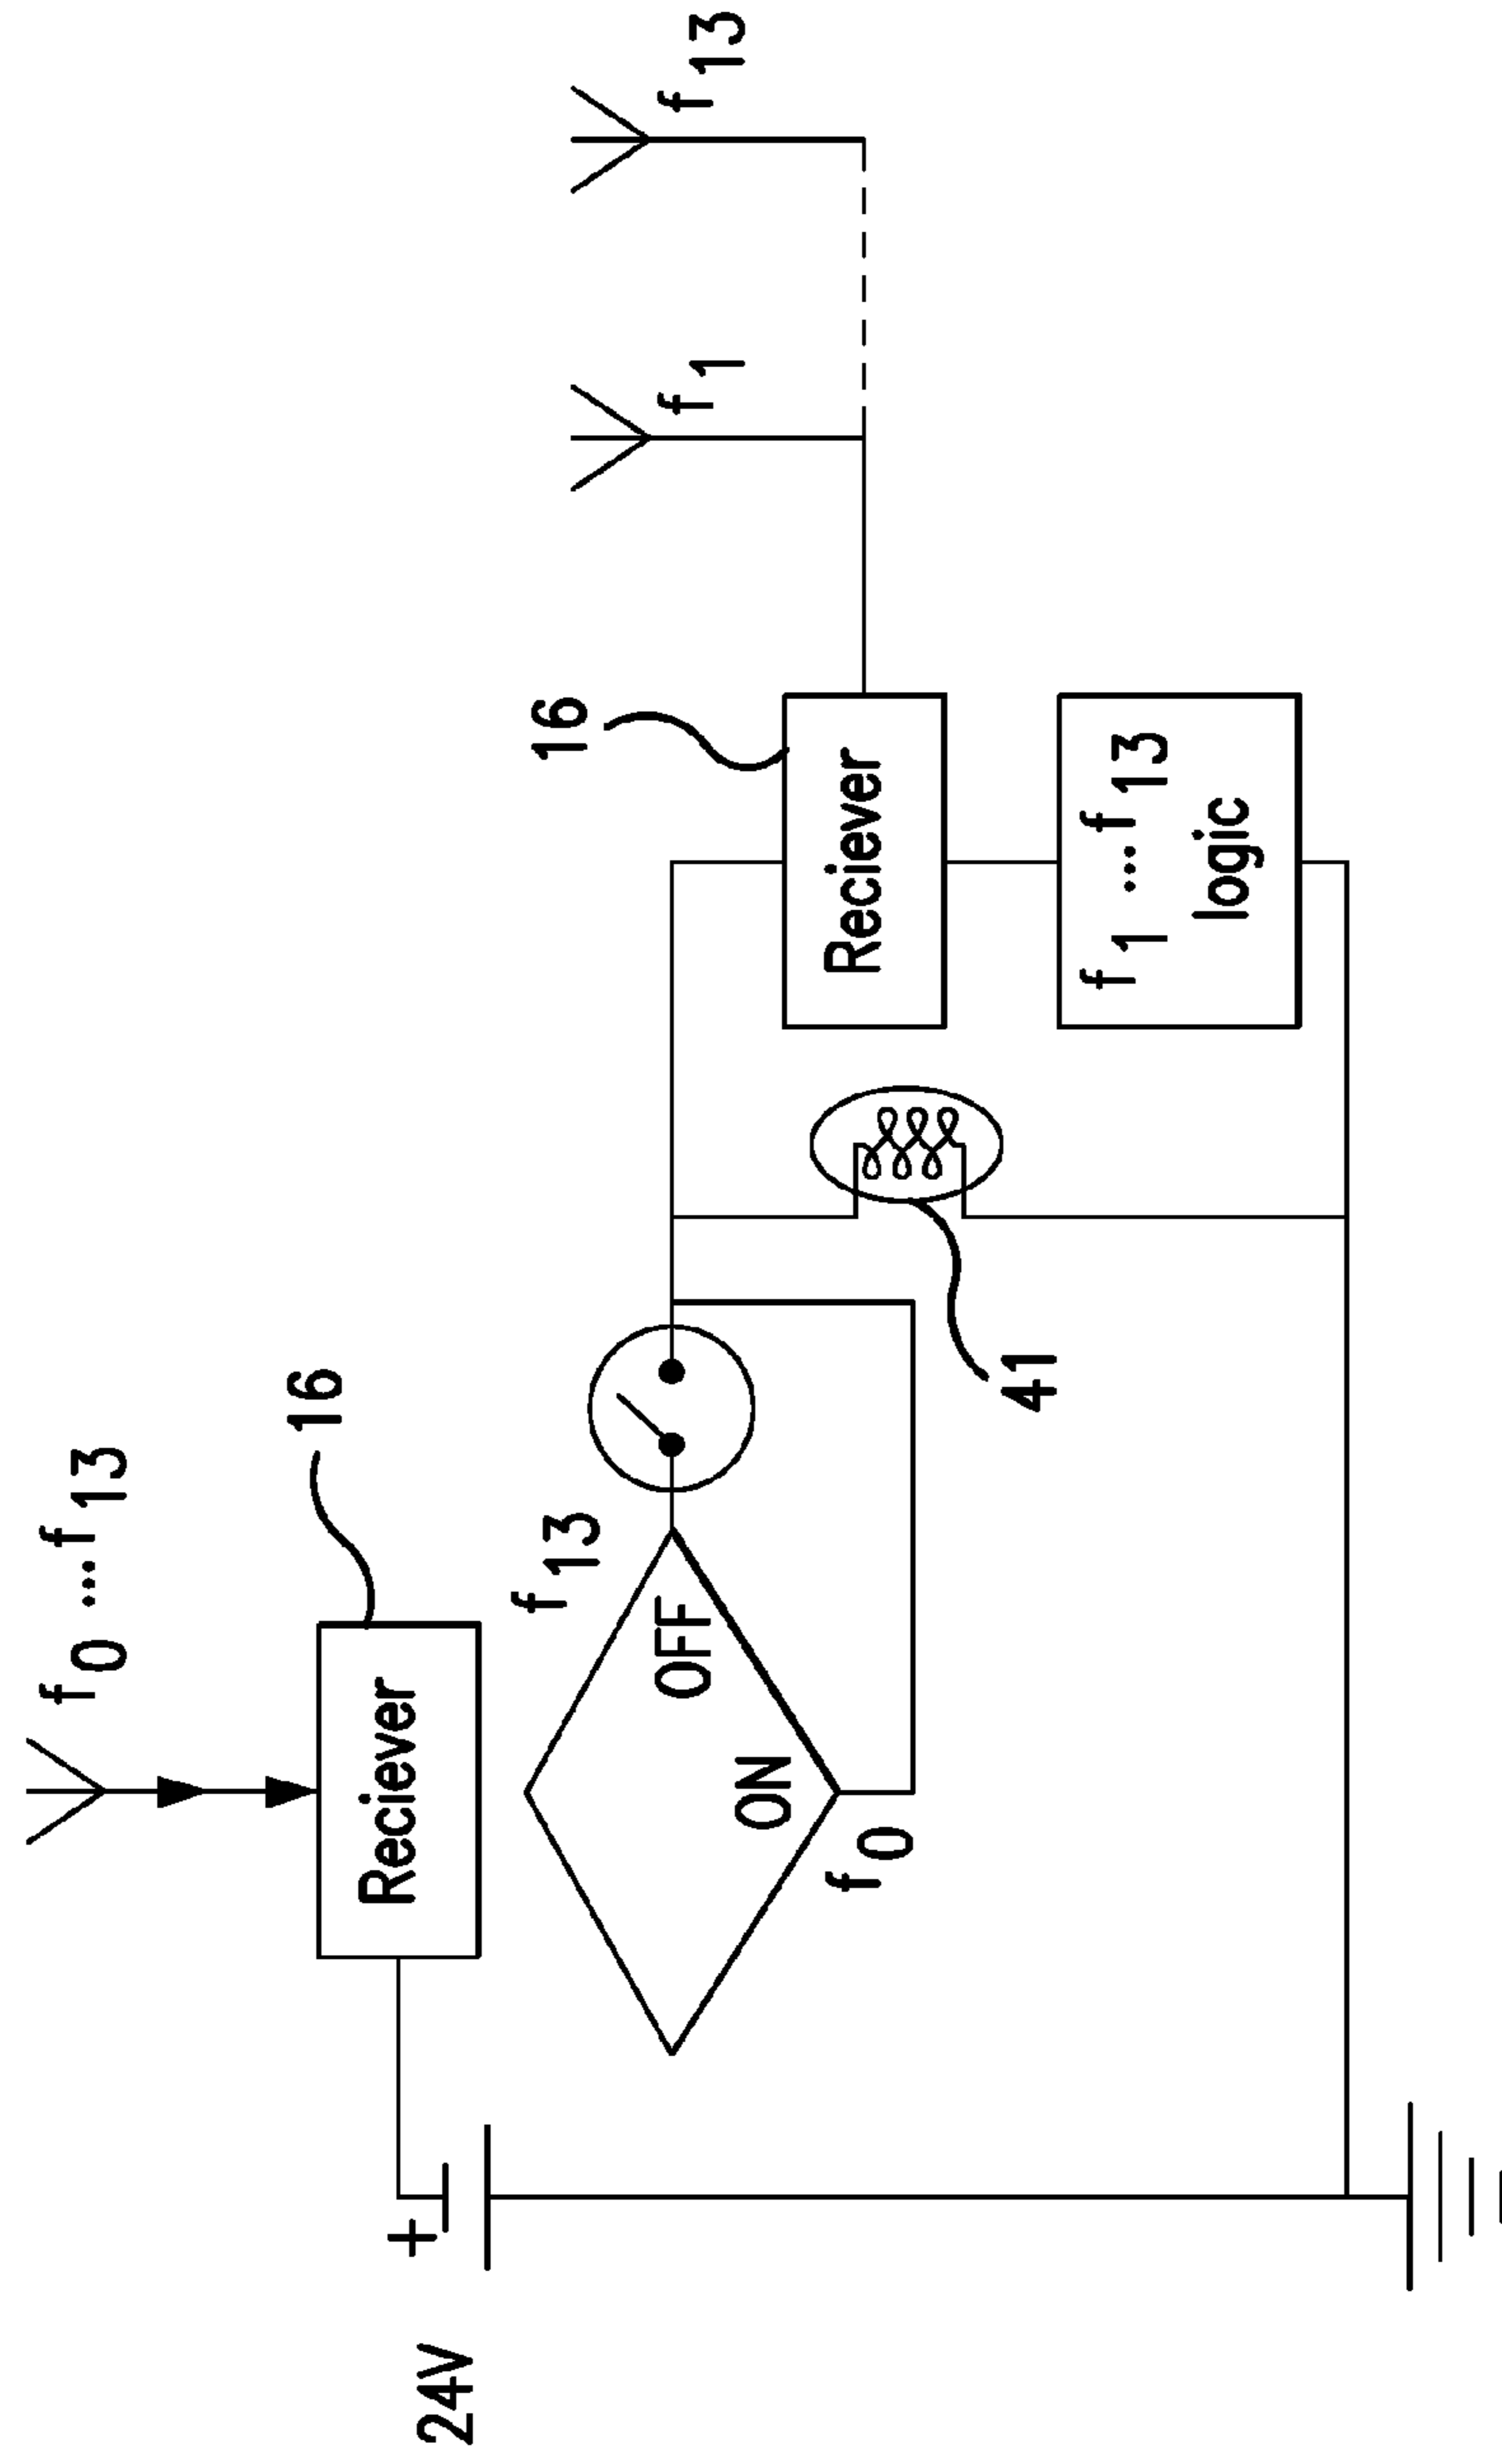 f0 ...f13
f13
f1
16
16
Reciever
f13
24V
+
OFF
ON
f0
41
Reciever
f1 ...f13
logic